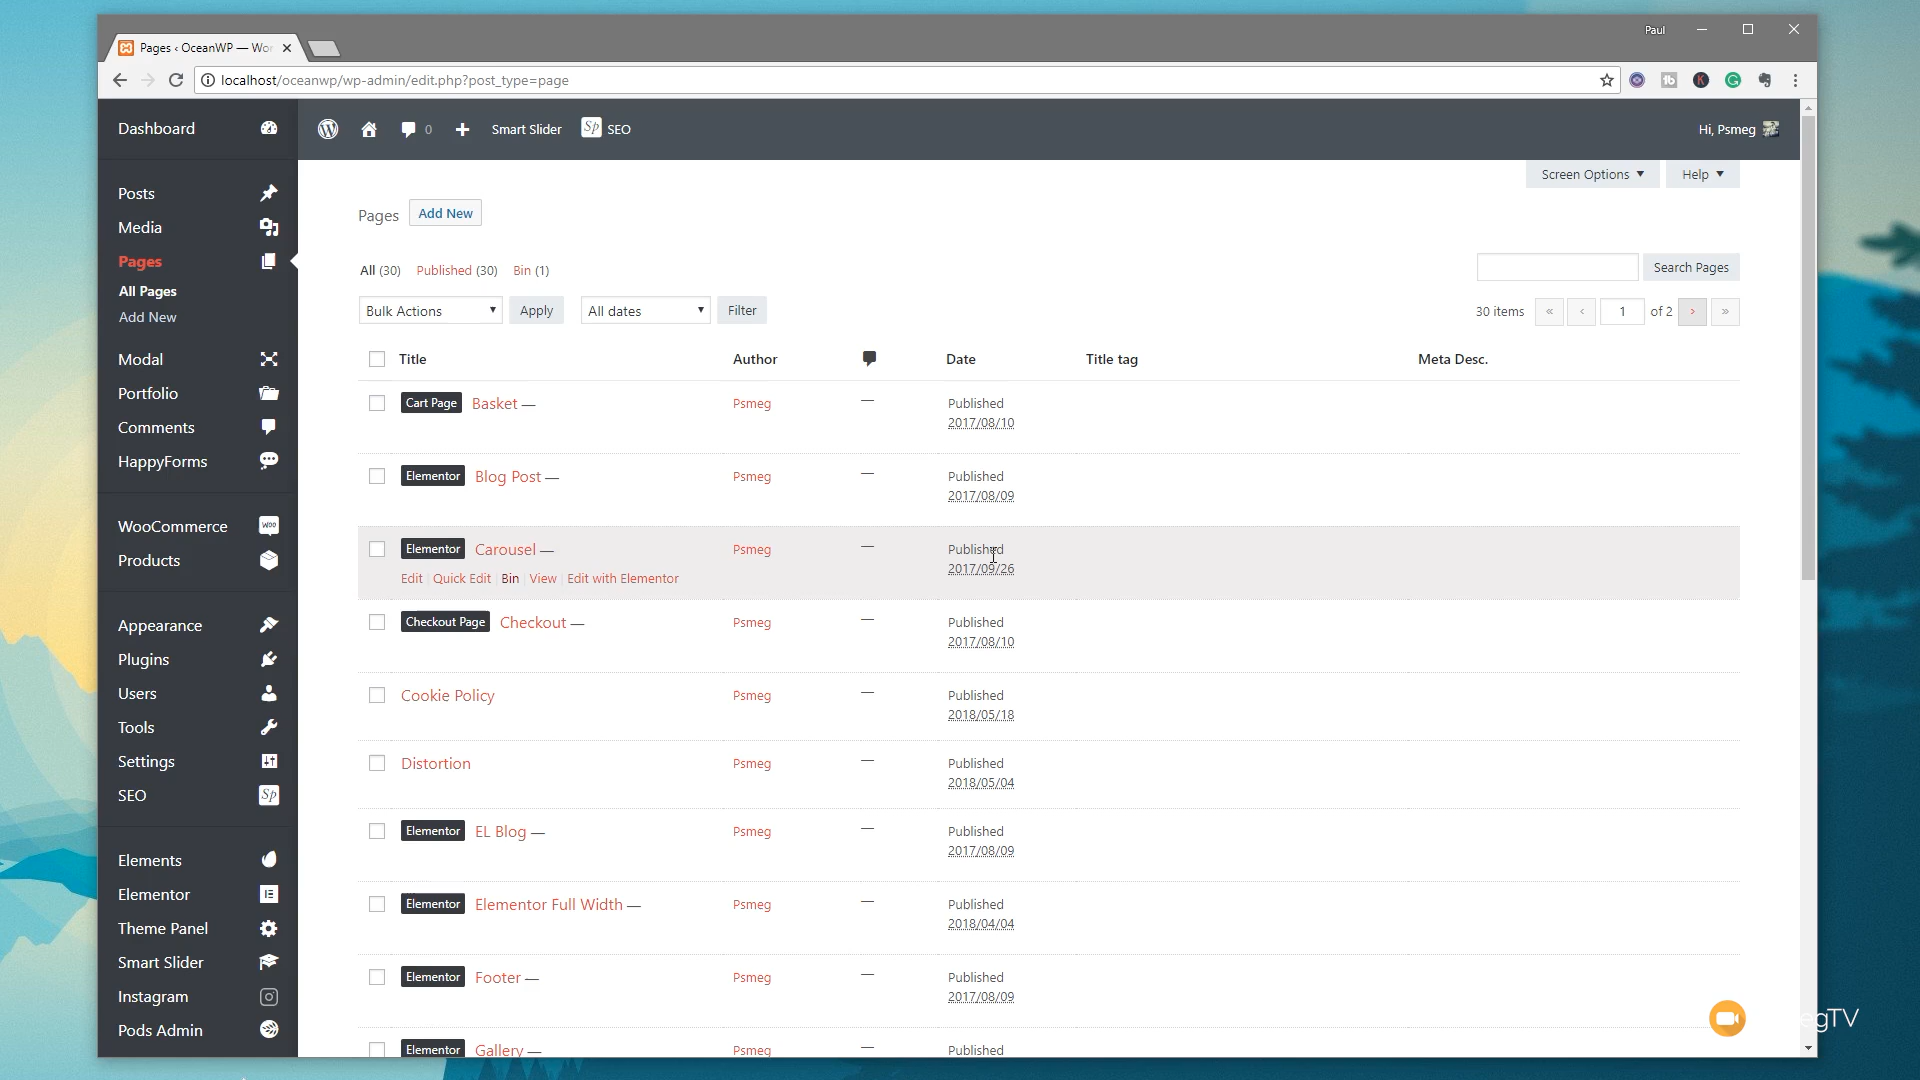 Paul
Pages ‹ OceanWP — Wor
localhost/oceanwp/wp-admin/edit.php?post_type=page
Dashboard
0
Smart Slider
Sp SEO
Hi, Psmeg
Screen Options
Help
Posts
Media
Pages
All Pages
Add New
Modal
Portfolio
Comments
HappyForms
WooCommerce
Woo
Products
Appearance
Plugins
Users
Tools
Settings
SEO
Sp
Elements
Elementor
Theme Panel
Smart Slider
Instagram
Pods Admin
Pages Add New
All (30) Published (30) Bin (1)
Search Pages
Bulk Actions Apply All dates Filter
30 items « ‹ 1 of 2 › »
Title Author Date Title tag Meta Desc.
Cart Page Basket — Psmeg — Published
2017/08/10
Elementor Blog Post — Psmeg — Published
2017/08/09
Elementor Carousel — Psmeg — Published
Edit | Quick Edit | Bin | View | Edit with Elementor 2017/09/26
Checkout Page Checkout — Psmeg — Published
2017/08/10
Cookie Policy Psmeg — Published
2018/05/18
Distortion Psmeg — Published
2018/05/04
Elementor EL Blog — Psmeg — Published
2017/08/09
Elementor Elementor Full Width — Psmeg — Published
2018/04/04
Elementor Footer — Psmeg — Published
2017/08/09
Elementor Gallery — Psmeg — Published
egTV